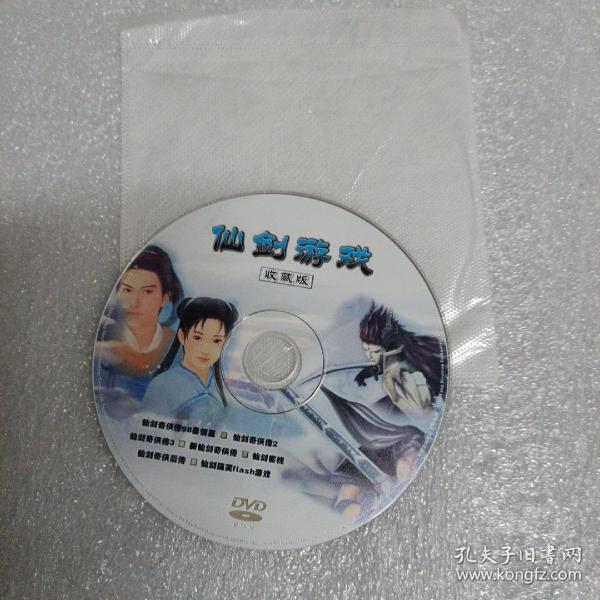 仙剑游戏
收藏版
仙剑奇侠传98柔情篇 仙剑奇侠传2
仙剑奇侠传3 新仙剑奇侠传 仙剑客栈
仙剑奇侠后传 仙剑搞笑flash游戏
DVD
孔夫子旧书网
www.kongfz.com